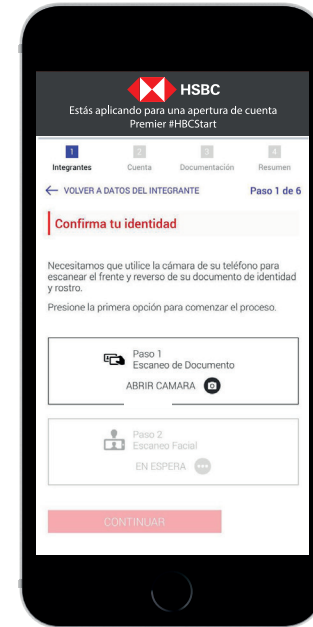 HSBC
Estás aplicando para una apertura de
cuenta
Premier #HBCStart
1 2 3 4
Integrantes Cuenta Documentación Resumen
← VOLVER A DATOS DEL INTEGRANTE Paso 1 de 6
Confirma tu identidad
Necesitamos que utilice la cámara de su teléfono para
escanear el frente y reverso de su documento de identidad
y rostro.
Presione la primera opción para comenzar el proceso.
Paso 1
Escaneo de Documento
ABRIR CAMARA
Paso 2
Escaneo Facial
EN ESPERA
CONTINUAR